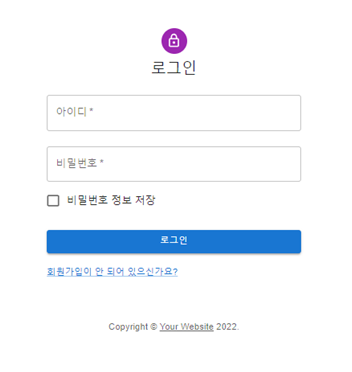 로그인
아이디 *
비밀번호 *
비밀번호 정보 저장
로그인
회원가입이 안 되어 있으신가요?
Copyright © Your Website 2022.